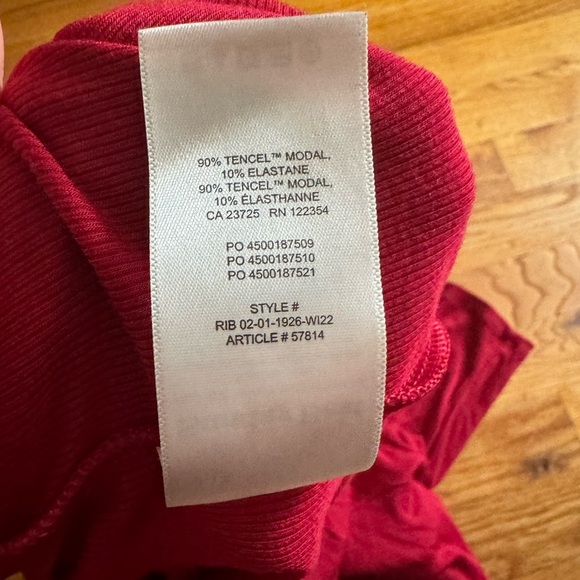 90% TENCEL™ MODAL,
10% ELASTANE
90% TENCEL™ MODAL,
10% ÉLASTHANNE
CA 23725 RN 122354
PO 4500187509
PO 4500187510
PO 4500187521
STYLE #
RIB 02-01-1926-WI22
ARTICLE # 57814